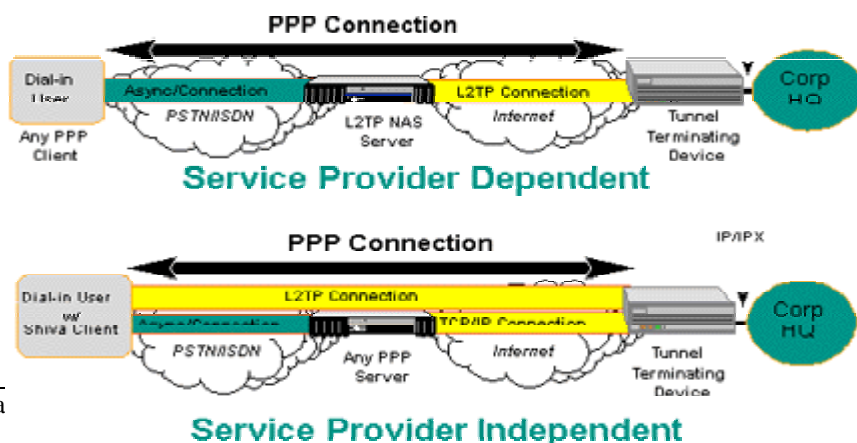 PPP Connection
Dial-in
User
Async/Connection
L2TP Connection
Corp
HQ
PSTN/ISDN
Internet
Any PPP
Client
L2TP NAS
Server
Tunnel
Terminating
Device
Service Provider Dependent
IP/IPX
PPP Connection
L2TP Connection
Dial-in User
w/
Shiva Client
Async/Connection
TCP/IP Connection
Corp
HQ
PSTN/ISDN
Any PPP
Server
Internet
Tunnel
Terminating
Device
a
Service Provider Independent